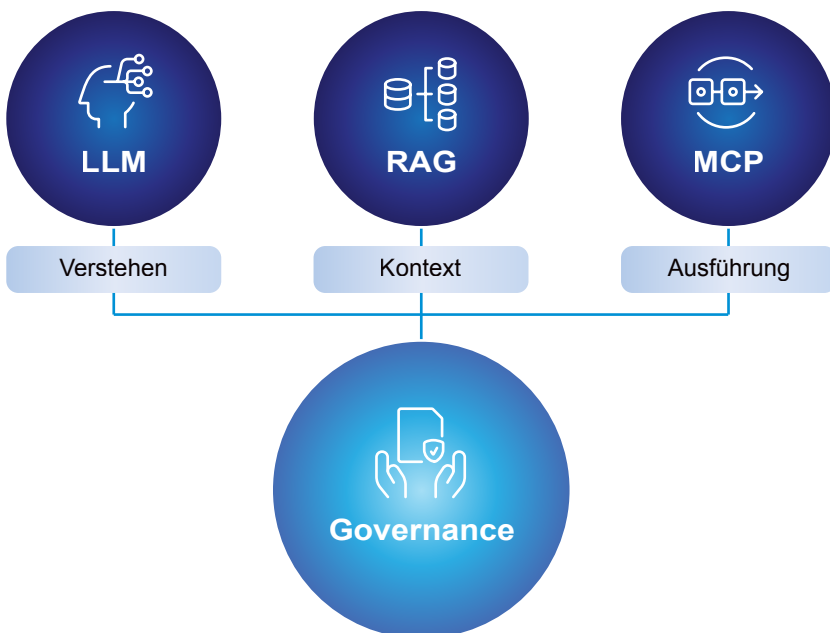 LLM
RAG
MCP
Verstehen
Kontext
Ausführung
Governance